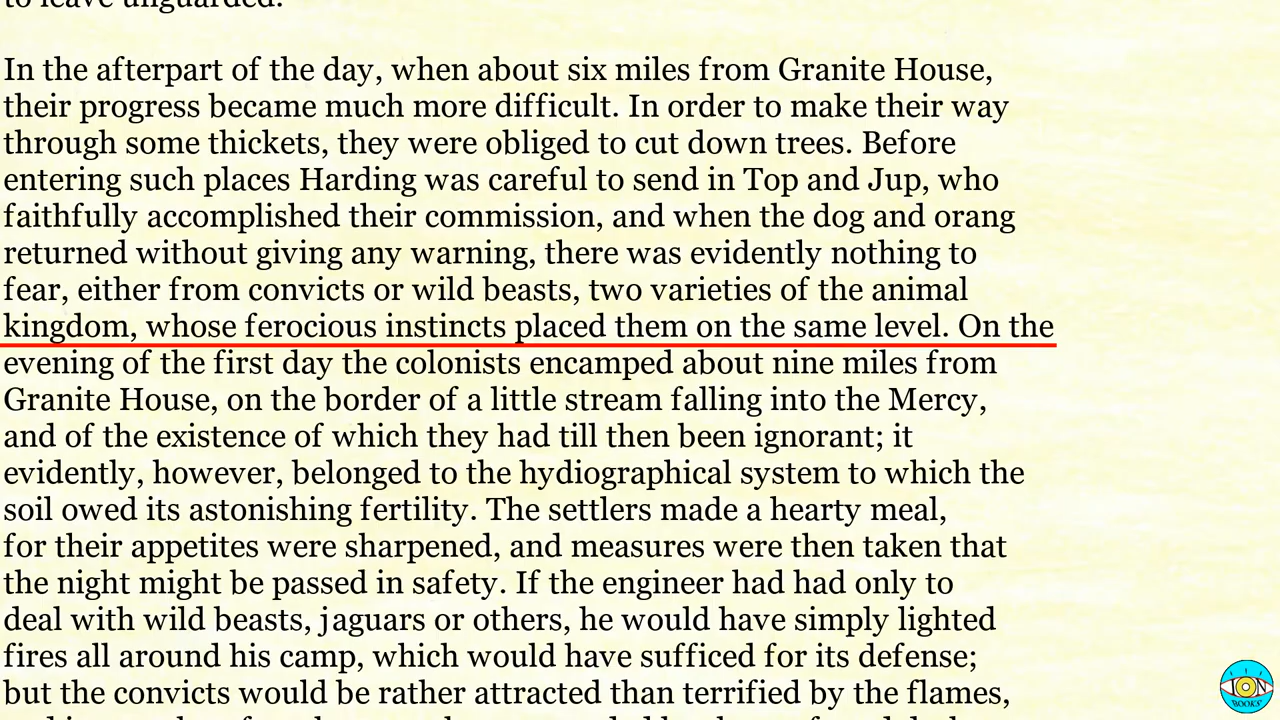 to leave unguarded.
In the afterpart of the day, when about six miles from Granite House,
their progress became much more difficult. In order to make their way
through some thickets, they were obliged to cut down trees. Before
entering such places Harding was careful to send in Top and Jup, who
faithfully accomplished their commission, and when the dog and orang
returned without giving any warning, there was evidently nothing to
fear, either from convicts or wild beasts, two varieties of the animal
kingdom, whose ferocious instincts placed them on the same level. On the
evening of the first day the colonists encamped about nine miles from
Granite House, on the border of a little stream falling into the Mercy,
and of the existence of which they had till then been ignorant; it
evidently, however, belonged to the hydiographical system to which the
soil owed its astonishing fertility. The settlers made a hearty meal,
for their appetites were sharpened, and measures were then taken that
the night might be passed in safety. If the engineer had had only to
deal with wild beasts, jaguars or others, he would have simply lighted
fires all around his camp, which would have sufficed for its defense;
but the convicts would be rather attracted than terrified by the flames,
ION
BOOKS